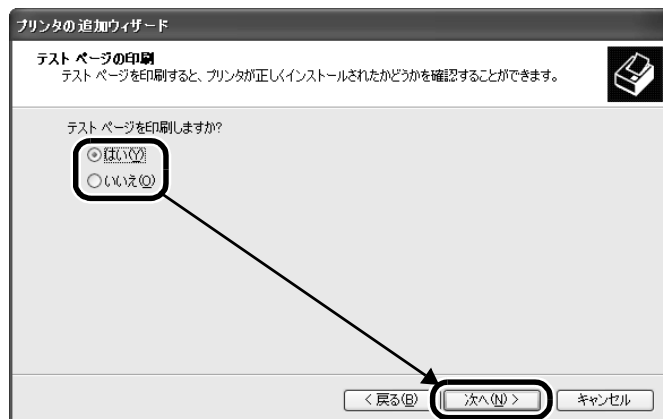 プリンタの追加ウィザード
テスト ページの印刷
テスト ページを印刷すると、プリンタが正しくインストールされたかどうかを確認することができます。
テスト ページを印刷しますか?
はい(Y)
いいえ(O)
< 戻る(B) 次へ(N) > キャンセル